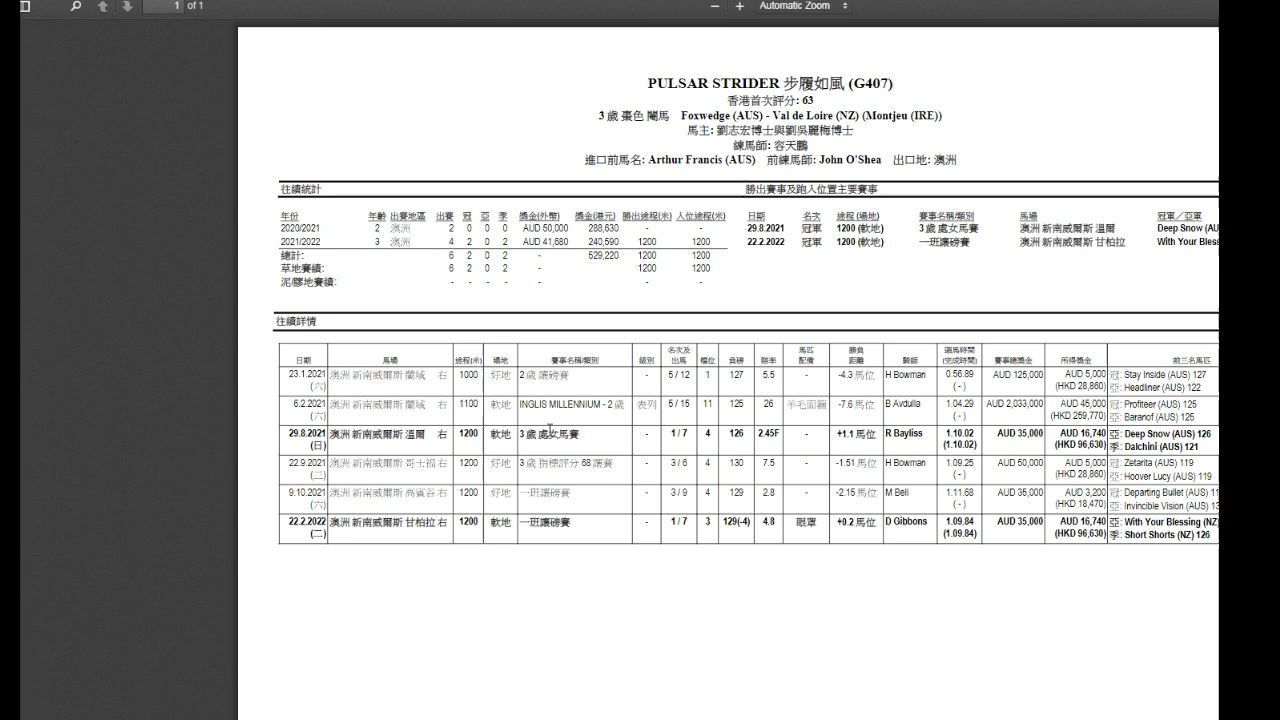 1 of 1 Automatic Zoom
PULSAR STRIDER 步履如風 (G407)
香港首次評分: 63
3 歲 棗色 閹馬 Foxwedge (AUS) - Val de Loire (NZ) (Montjeu (IRE))
馬主: 劉志宏博士與劉吳麗梅博士
練馬師: 容天鵬
進口前馬名: Arthur Francis (AUS) 前練馬師: John O'Shea 出口地: 澳洲
往績統計 勝出賽事及跑入位置主要賽事
年份 年齡 出賽地區 出賽 冠 亞 季 獎金(外幣) 獎金(港元) 勝出途程(米) 入位途程(米) 日期 名次 途程 (場地) 賽事名稱/類別 馬場 冠軍／亞軍
2020/2021 2 澳洲 2 0 0 0 AUD 50,000 288,630 - - 29.8.2021 冠軍 1200 (軟地) 3 歲 處女馬賽 澳洲 新南威爾斯 溫爾 Deep Snow (AU
2021/2022 3 澳洲 4 2 0 2 AUD 41,680 240,590 1200 1200 22.2.2022 冠軍 1200 (軟地) 一班讓磅賽 澳洲 新南威爾斯 甘柏拉 With Your Bless
總計: 6 2 0 2 - 529,220 1200 1200
草地賽績: 6 2 0 2 - 1200 1200
泥/膠地賽績: - - - - - - -
往績詳情
日期 馬場 途程(米) 場地 賽事名稱/類別 級別 名次及出馬 檔位 負磅 賠率 馬匹配備 勝負距離 騎師 頭馬時間(完成時間) 賽事總獎金 所得獎金 前三名馬匹
23.1.2021 澳洲 新南威爾斯 蘭域 右 1000 好地 2 歲 讓磅賽 - 5 / 12 1 127 5.5 - -4.3 馬位 H Bowman 0.56.89 AUD 125,000 AUD 5,000 冠: Stay Inside (AUS) 127
(六) ( - ) (HKD 28,860) 亞: Headliner (AUS) 122
6.2.2021 澳洲 新南威爾斯 蘭域 右 1100 軟地 INGLIS MILLENNIUM - 2 歲 表列 5 / 15 11 125 26 羊毛面箍 -7.6 馬位 B Avdulla 1.04.29 AUD 2,033,000 AUD 45,000 冠: Profiteer (AUS) 125
(六) ( - ) (HKD 259,770) 亞: Baranof (AUS) 125
29.8.2021 澳洲 新南威爾斯 溫爾 右 1200 軟地 3 歲 處女馬賽 - 1 / 7 4 126 2.45F - +1.1 馬位 R Bayliss 1.10.02 AUD 35,000 AUD 16,740 亞: Deep Snow (AUS) 126
(日) (1.10.02) (HKD 96,630) 季: Dalchini (AUS) 121
22.9.2021 澳洲 新南威爾斯 哥士福 右 1200 好地 3 歲 指標評分 68 讓賽 - 3 / 6 4 130 7.5 - -1.51 馬位 H Bowman 1.09.25 AUD 50,000 AUD 5,000 冠: Zetarita (AUS) 119
(三) ( - ) (HKD 28,860) 亞: Hoover Lucy (AUS) 119
9.10.2021 澳洲 新南威爾斯 右 1200 好地 一班讓磅賽 - 3 / 9 4 129 2.8 - -2.15 馬位 M Bell 1.11.68 AUD 35,000 AUD 3,200 冠: Departing Bullet (AUS) 11
(六) ( - ) (HKD 18,470) 亞: Invincible Vision (AUS) 13
22.2.2022 澳洲 新南威爾斯 甘柏拉 右 1200 軟地 一班讓磅賽 - 1 / 7 3 129(-4) 4.8 眼罩 +0.2 馬位 D Gibbons 1.09.84 AUD 35,000 AUD 16,740 亞: With Your Blessing (NZ)
(二) (1.09.84) (HKD 96,630) 季: Short Shorts (NZ) 126